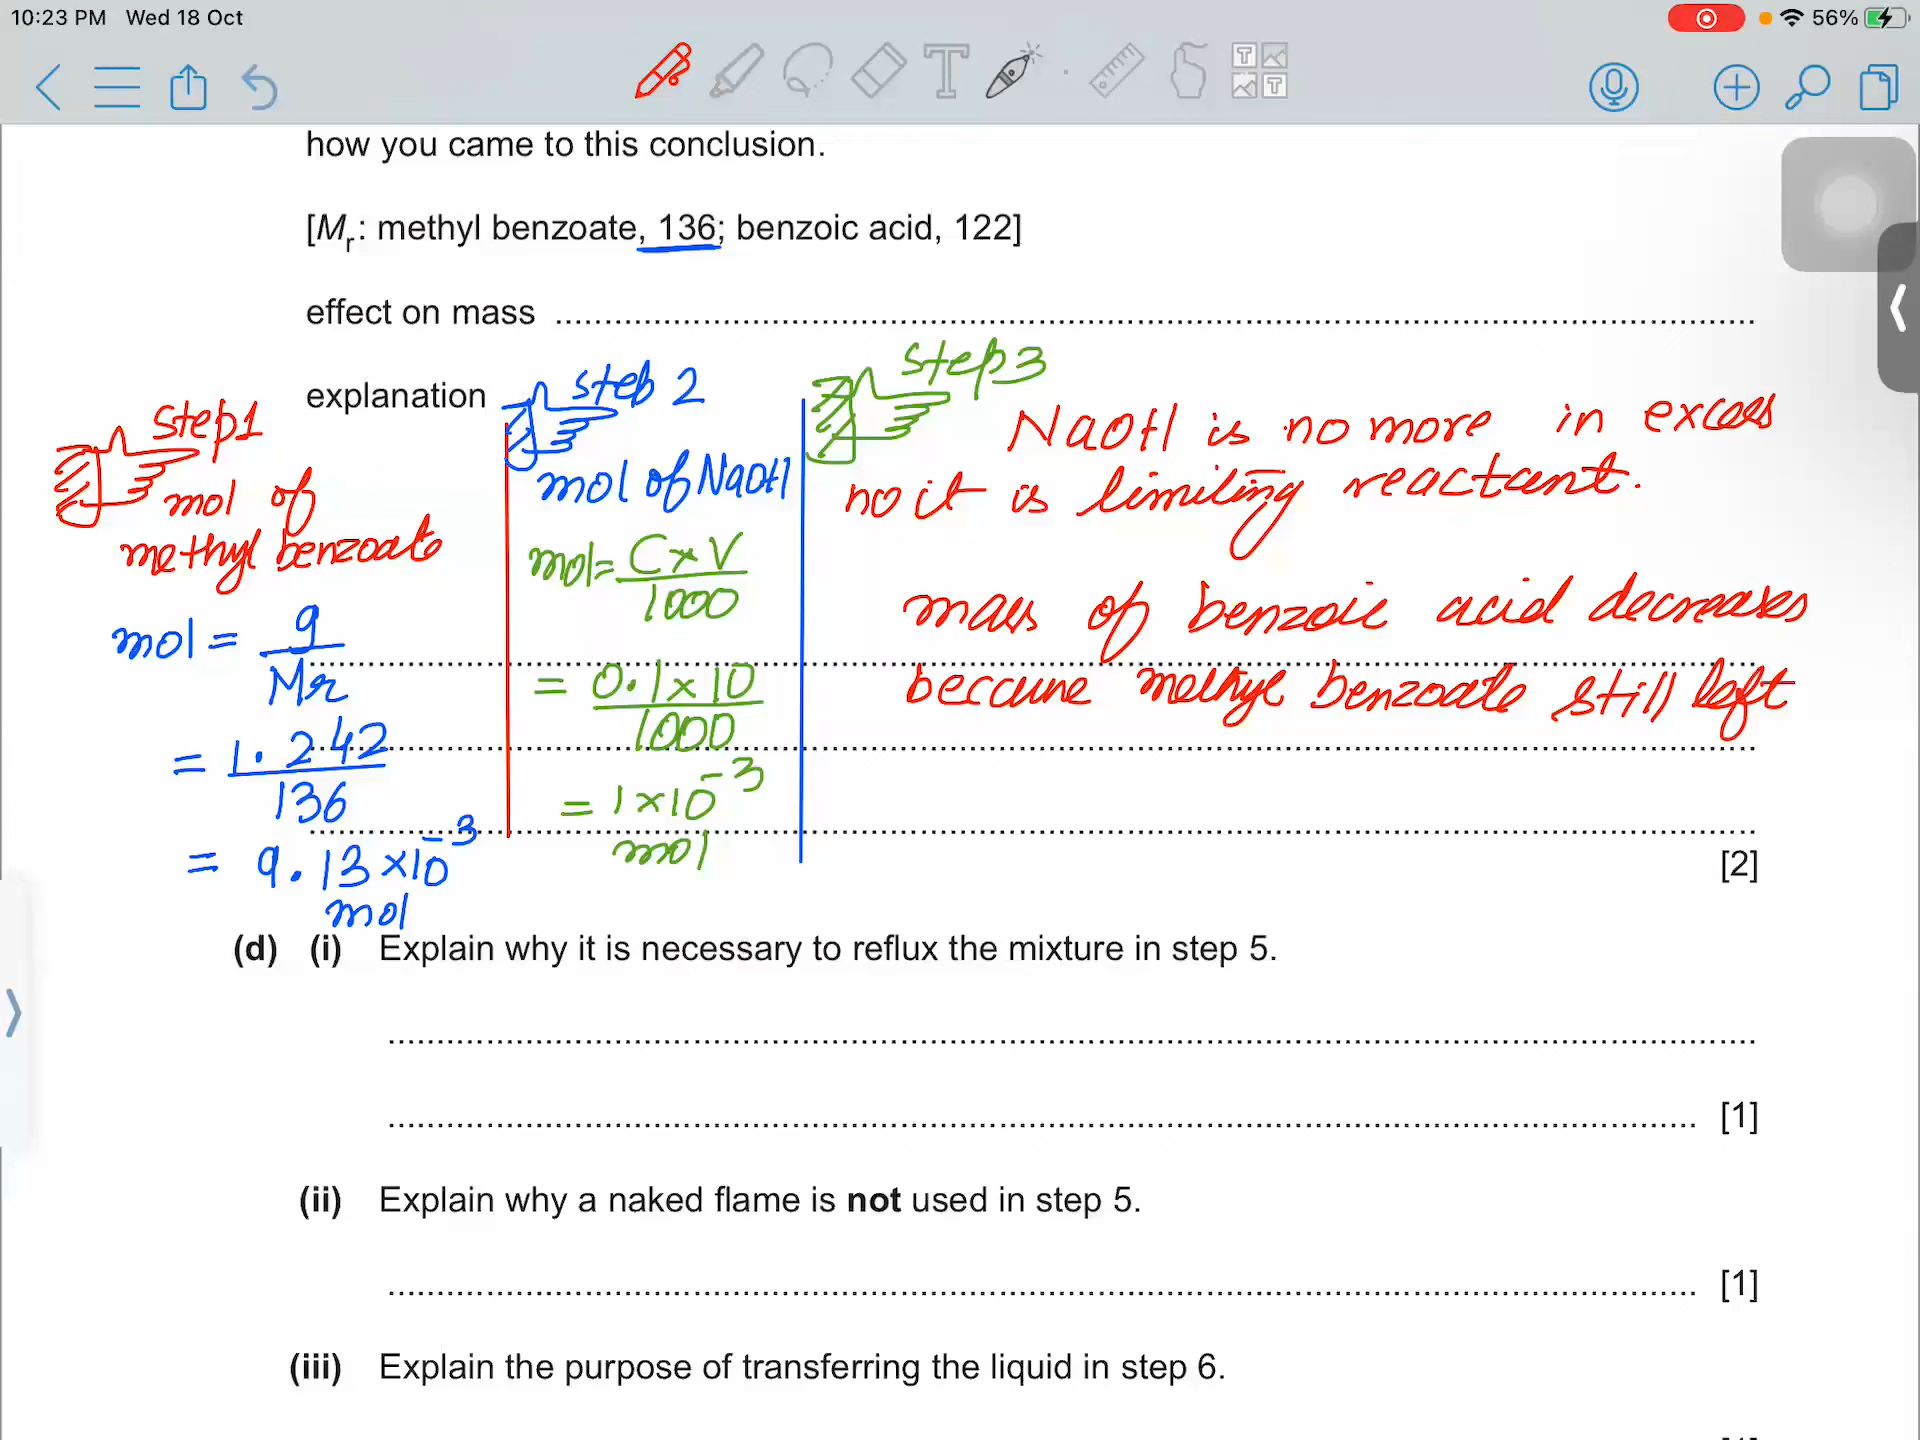 10:23 PM Wed 18 Oct
56%
how you came to this conclusion.
[Mr: methyl benzoate, 136; benzoic acid, 122]
effect on mass
explanation
step1
mol of
methyl benzoate
mol = g
Mr
= 1.242
136
= 9.13 × 10⁻³
mol
step 2
mol of NaOH
mol = C × V
1000
= 0.1 × 10
1000
= 1 × 10⁻³
mol
step 3
NaOH is no more in excess
no it is limiting reactant.
mass of benzoic acid decreases
because methyl benzoate still left
[2]
(d) (i) Explain why it is necessary to reflux the mixture in step 5.
[1]
(ii) Explain why a naked flame is not used in step 5.
[1]
(iii) Explain the purpose of transferring the liquid in step 6.